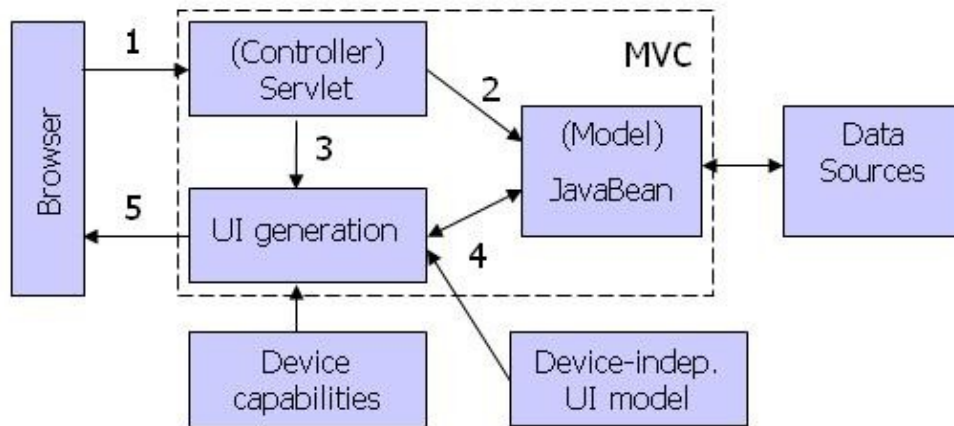 1
(Controller)
Servlet
MVC
2
(Model)
JavaBean
Data
Sources
Browser
3
5
UI generation
4
Device
capabilities
Device-indep.
UI model